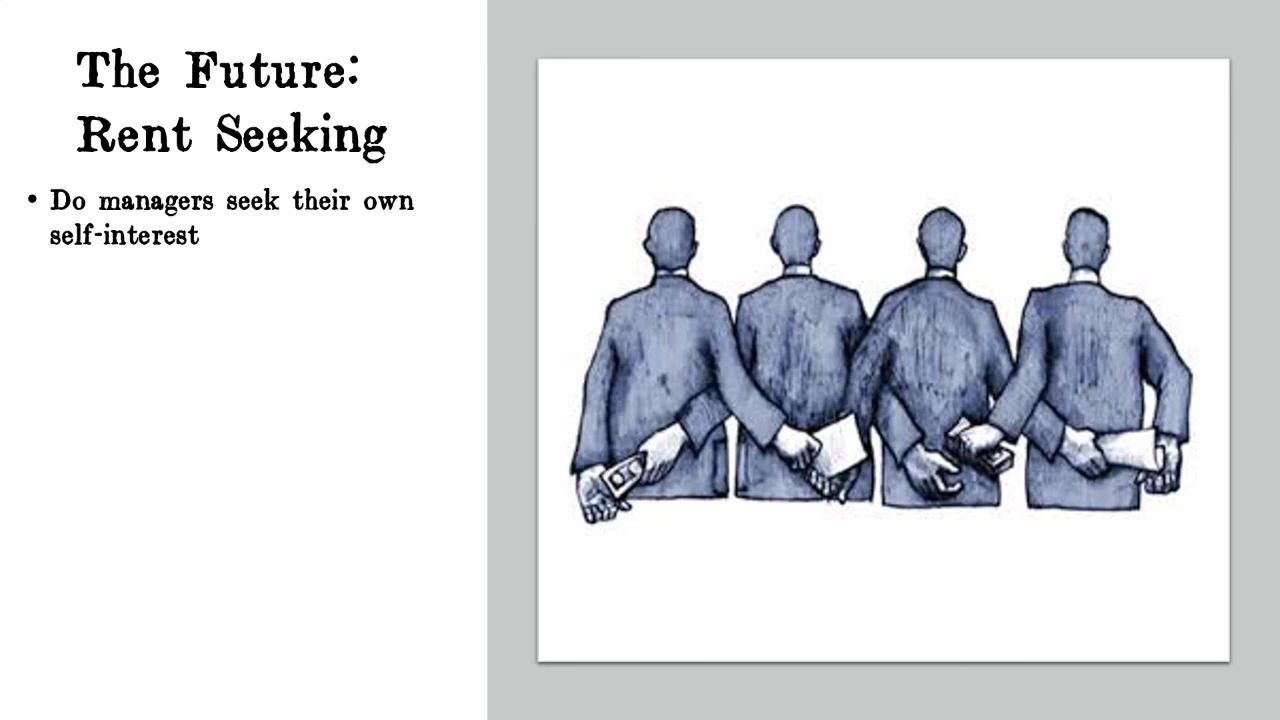 The Future:
Rent Seeking
• Do managers seek their own
self-interest